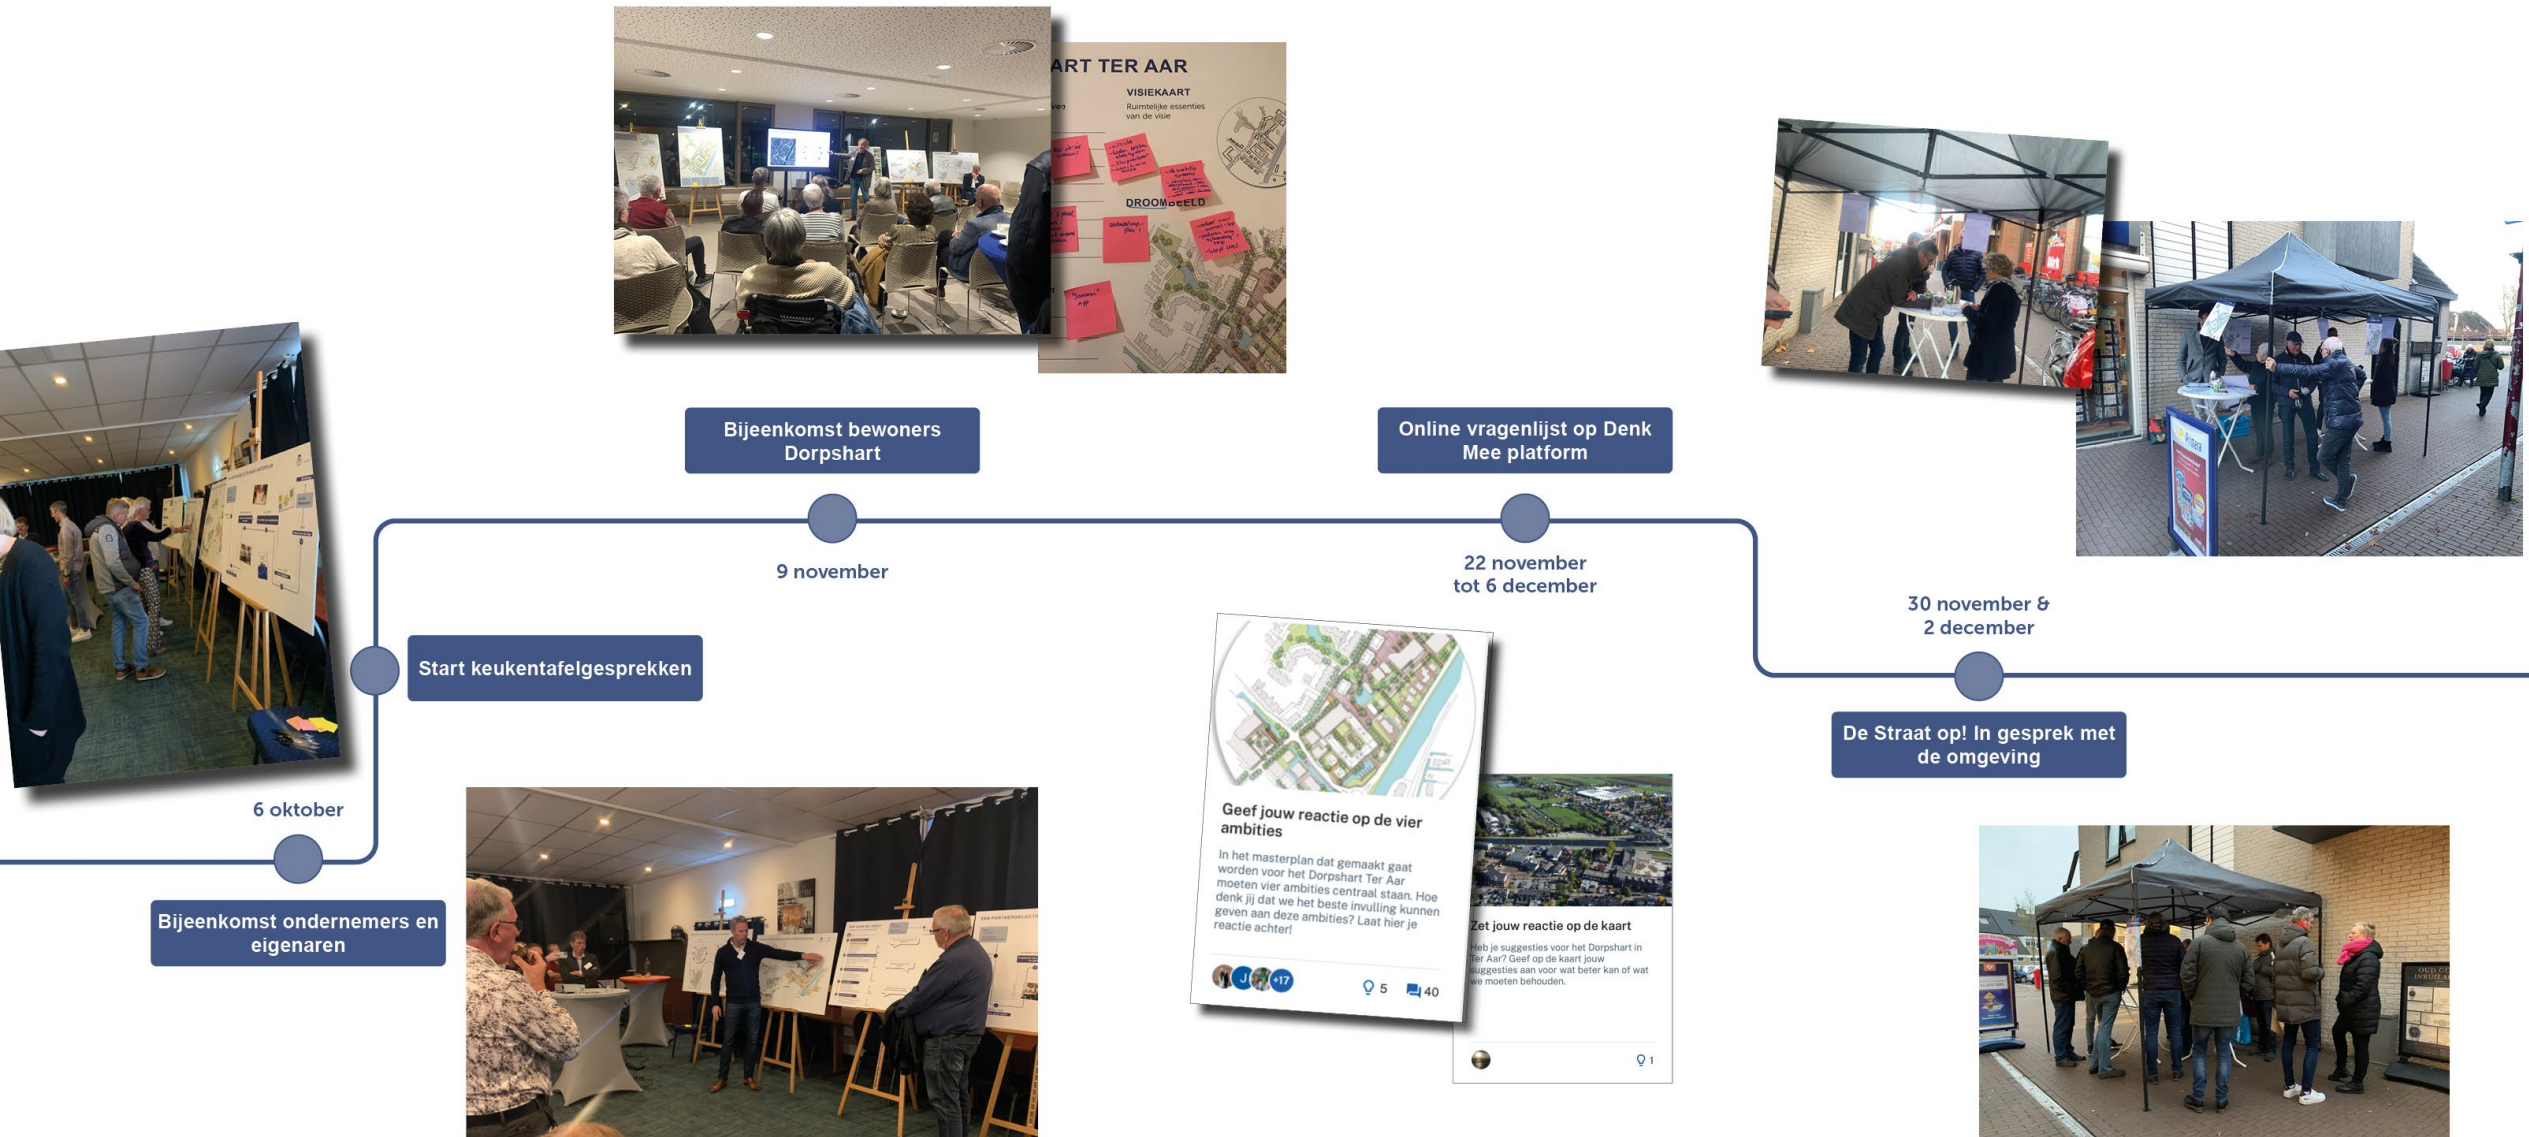 ART TER AAR
VISIEKAART
Ruimtelijke essenties
van de visie
DROOMBEELD
Bijeenkomst bewoners
Dorpshart
9 november
Online vragenlijst op Denk
Mee platform
22 november
tot 6 december
30 november &
2 december
De Straat op! In gesprek met
de omgeving
Start keukentafelgesprekken
6 oktober
Bijeenkomst ondernemers en
eigenaren
Geef jouw reactie op de vier
ambities
In het masterplan dat gemaakt gaat
worden voor het Dorpshart Ter Aar
moeten vier ambities centraal staan. Hoe
denk jij dat we het beste invulling kunnen
geven aan deze ambities? Laat hier je
reactie achter!
J
+17
5
40
Zet jouw reactie op de kaart
Heb je suggesties voor het Dorpshart in
Ter Aar? Geef op de kaart jouw
suggesties aan voor wat beter kan of wat
we moeten behouden.
1
Primera
VAN PARTNERSELECTI